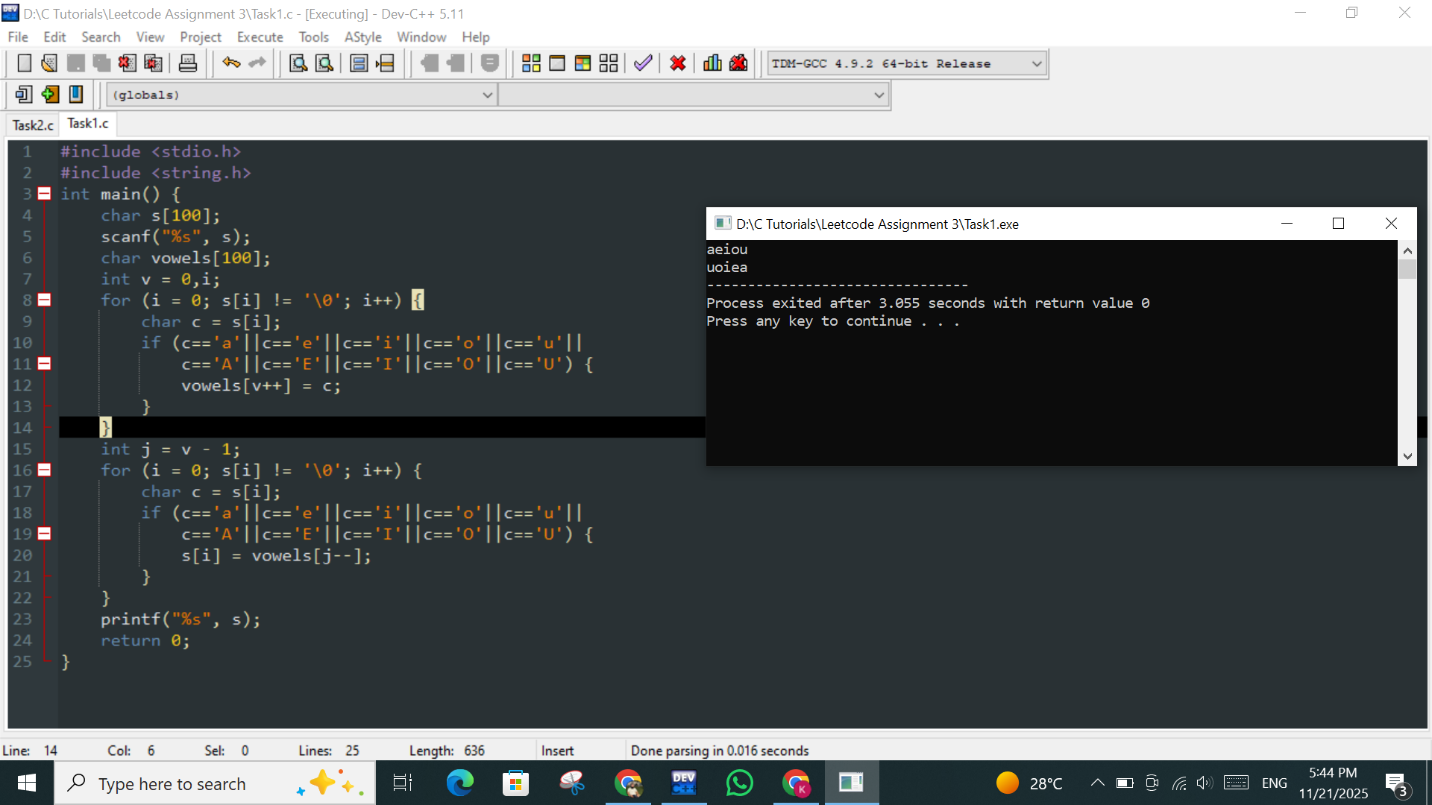 D:\C Tutorials\Leetcode Assignment 3\Task1.c - [Executing] - Dev-C++ 5.11
File Edit Search View Project Execute Tools AStyle Window Help
TDM-GCC 4.9.2 64-bit Release
(globals)
Task2.c Task1.c
1 #include <stdio.h>
2 #include <string.h>
3 int main() {
4 char s[100];
5 scanf("%s", s);
6 char vowels[100];
7 int v = 0,i;
8 for (i = 0; s[i] != '\0'; i++) {
9 char c = s[i];
10 if (c=='a'||c=='e'||c=='i'||c=='o'||c=='u'||
11 c=='A'||c=='E'||c=='I'||c=='O'||c=='U') {
12 vowels[v++] = c;
13 }
14 }
15 int j = v - 1;
16 for (i = 0; s[i] != '\0'; i++) {
17 char c = s[i];
18 if (c=='a'||c=='e'||c=='i'||c=='o'||c=='u'||
19 c=='A'||c=='E'||c=='I'||c=='O'||c=='U') {
20 s[i] = vowels[j--];
21 }
22 }
23 printf("%s", s);
24 return 0;
25 }
D:\C Tutorials\Leetcode Assignment 3\Task1.exe
aeiou
uoiea
--------------------------------
Process exited after 3.055 seconds with return value 0
Press any key to continue . . .
Line: 14 Col: 6 Sel: 0 Lines: 25 Length: 636 Insert Done parsing in 0.016 seconds
Type here to search
DEV C++
K
28°C
ENG
5:44 PM
11/21/2025
3